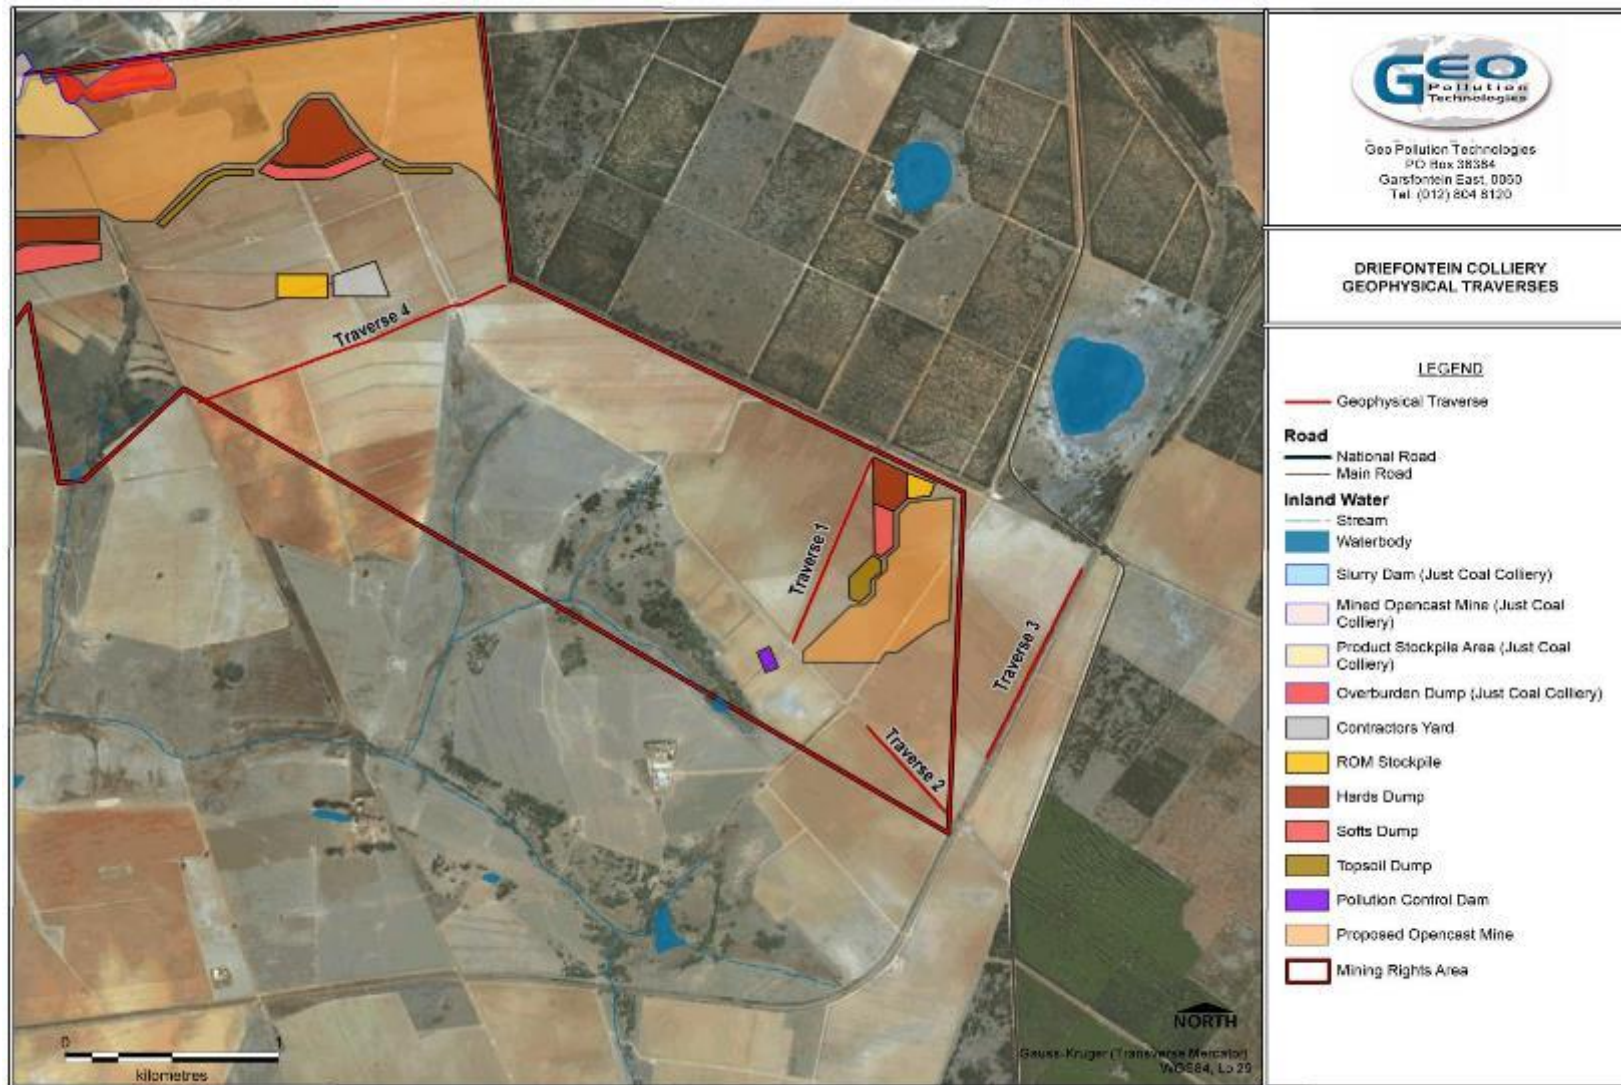 GEO
Pollution
Technologies
Geo Pollution Technologies
PO Box 38384
Garsfontein East, 0060
Tel: (012) 804 8120
DRIEFONTEIN COLLIERY
GEOPHYSICAL TRAVERSES
LEGEND
Geophysical Traverse
Road
National Road
Main Road
Inland Water
Stream
Waterbody
Slurry Dam (Just Coal Colliery)
Mined Opencast Mine (Just Coal
Colliery)
Product Stockpile Area (Just Coal
Colliery)
Overburden Dump (Just Coal Colliery)
Contractors Yard
ROM Stockpile
Hards Dump
Softs Dump
Topsoil Dump
Pollution Control Dam
Proposed Opencast Mine
Mining Rights Area
Traverse 4
Traverse 1
Traverse 3
Traverse 2
0 1
kilometres
NORTH
Gauss-Kruger (Transverse Mercator)
WGS84, Lo 29